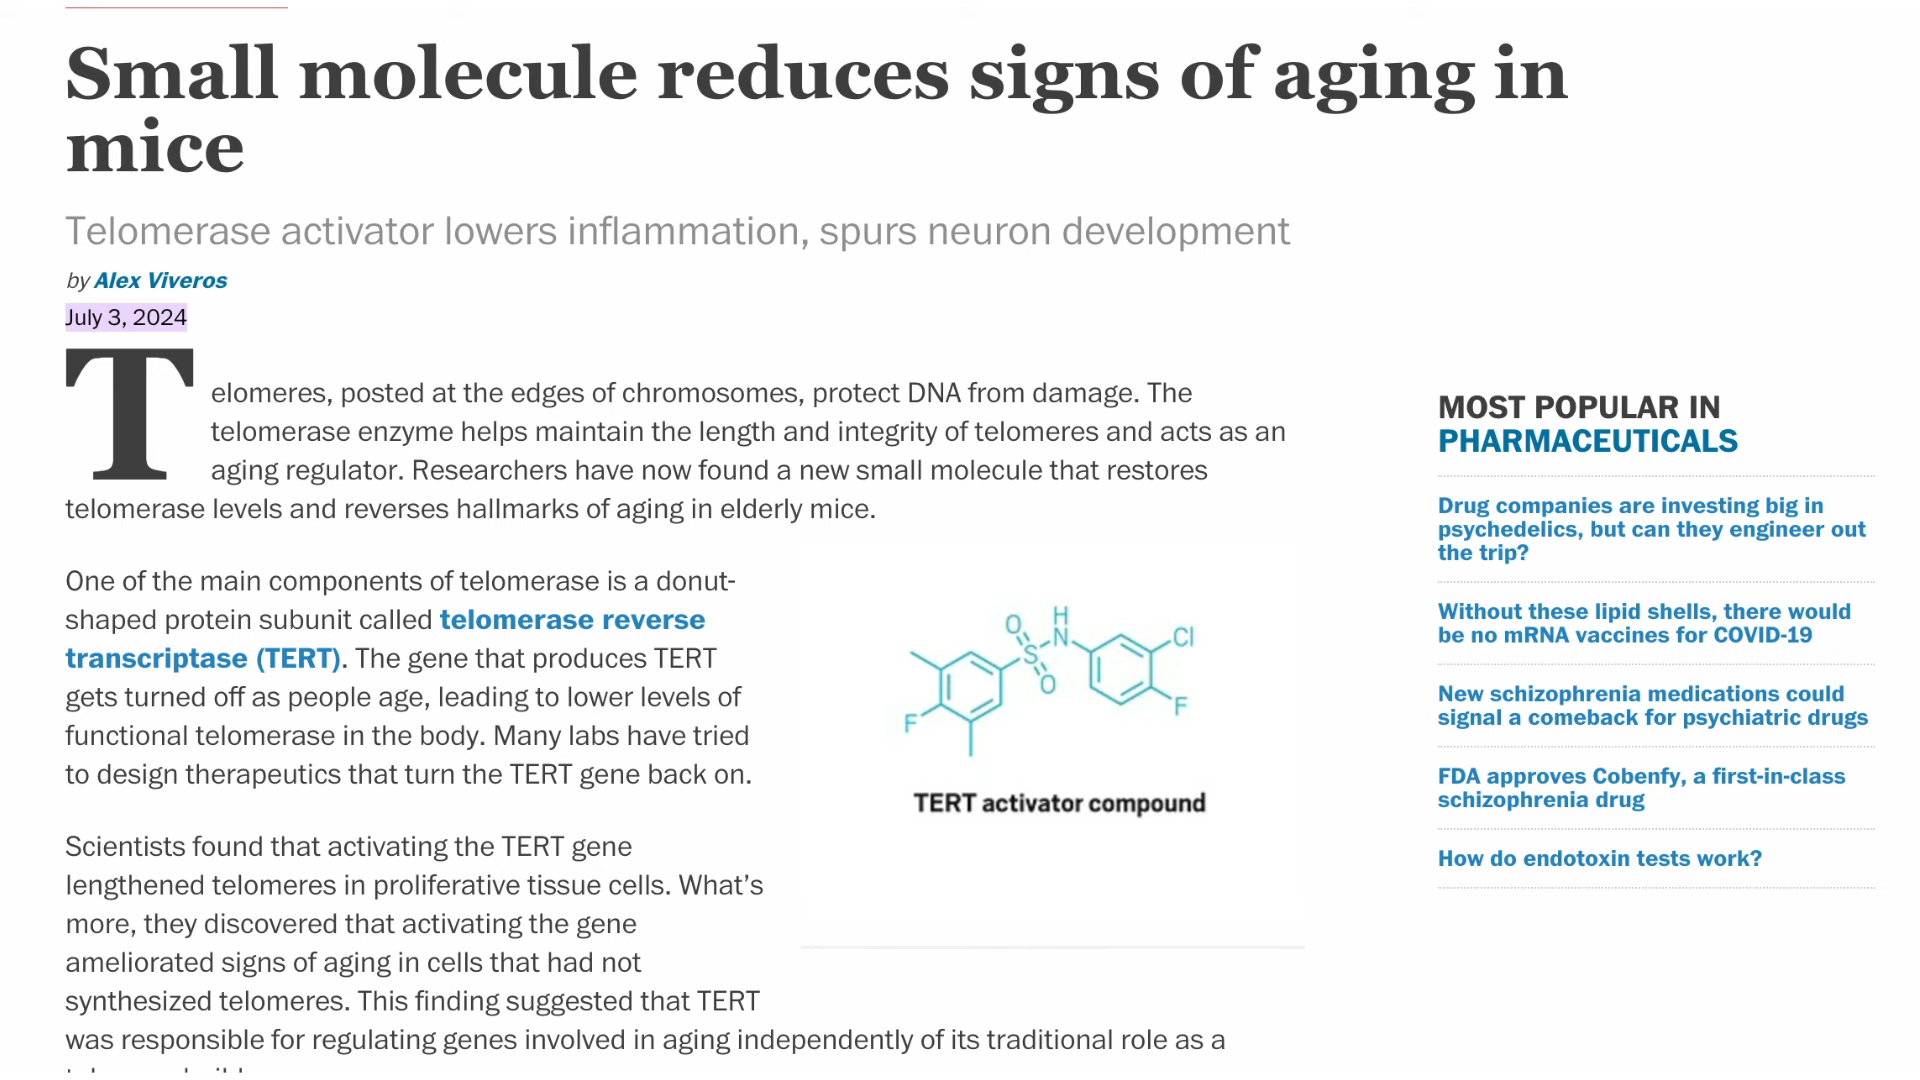 Small molecule reduces signs of aging in
mice
Telomerase activator lowers inflammation, spurs neuron development
by Alex Viveros
July 3, 2024
Telomeres, posted at the edges of chromosomes, protect DNA from damage. The
telomerase enzyme helps maintain the length and integrity of telomeres and acts as an
aging regulator. Researchers have now found a new small molecule that restores
telomerase levels and reverses hallmarks of aging in elderly mice.
One of the main components of telomerase is a donut-
shaped protein subunit called telomerase reverse
transcriptase (TERT). The gene that produces TERT
gets turned off as people age, leading to lower levels of
functional telomerase in the body. Many labs have tried
to design therapeutics that turn the TERT gene back on.
Scientists found that activating the TERT gene
lengthened telomeres in proliferative tissue cells. What's
more, they discovered that activating the gene
ameliorated signs of aging in cells that had not
synthesized telomeres. This finding suggested that TERT
was responsible for regulating genes involved in aging independently of its traditional role as a
H
O
N
Cl
S
O
F
F
TERT activator compound
MOST POPULAR IN
PHARMACEUTICALS
Drug companies are investing big in
psychedelics, but can they engineer out
the trip?
Without these lipid shells, there would
be no mRNA vaccines for COVID-19
New schizophrenia medications could
signal a comeback for psychiatric drugs
FDA approves Cobenfy, a first-in-class
schizophrenia drug
How do endotoxin tests work?